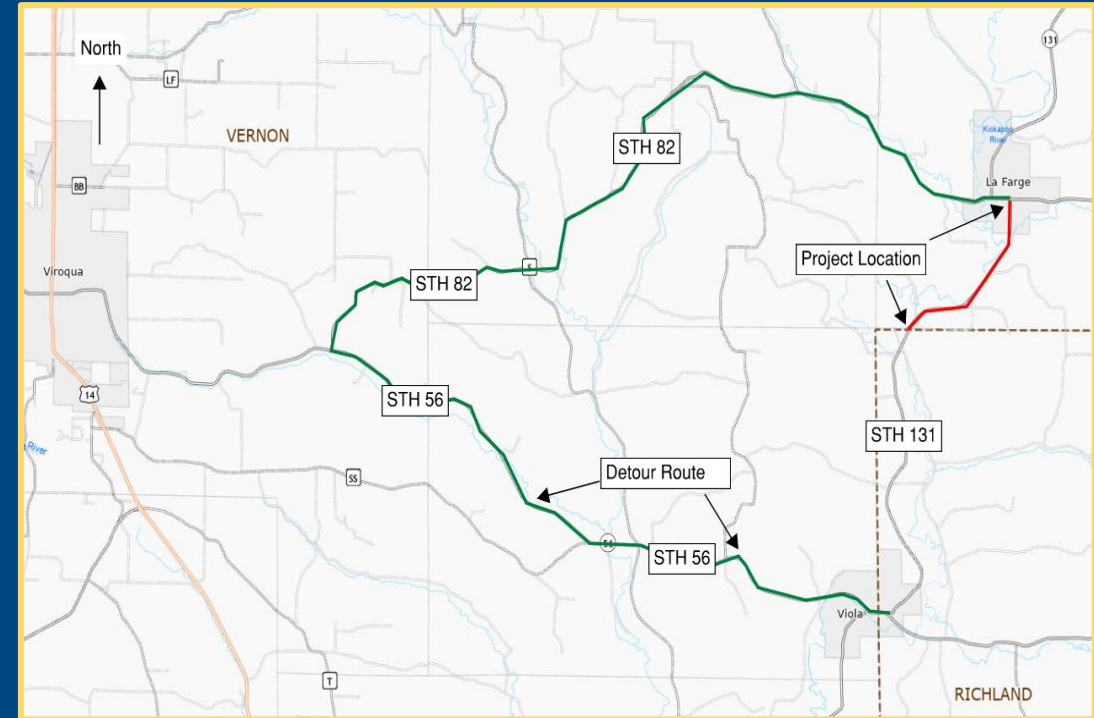 North
131
LF
VERNON
STH 82
Kickapoo
River
La Farge
BB
Project Location
Viroqua
S
STH 82
14
STH 56
STH 131
River
Detour Route
SS
56
STH 56
Viola
T
RICHLAND